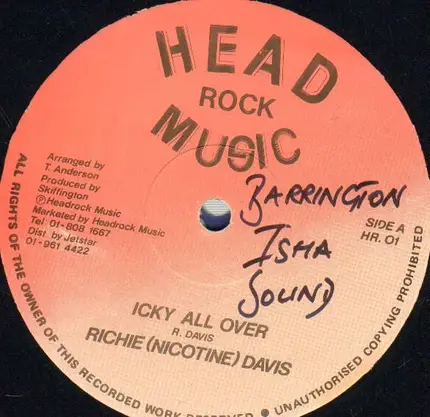 HEAD
ROCK
MUSIC
Arranged by
T. Anderson
Produced by
Skiffington
Ⓟ Headrock Music
Marketed by Headrock Music
Tel 01-808 1667
Dist. by Jetstar
01-961 4422
BARRINGTON
ISHA
SOUND
SIDE A
HR. 01
ICKY ALL OVER
R. DAVIS
RICHIE (NICOTINE) DAVIS
ALL RIGHTS OF THE OWNER OF THIS RECORDED WORK RESERVED ● UNAUTHORISED COPYING PROHIBITED